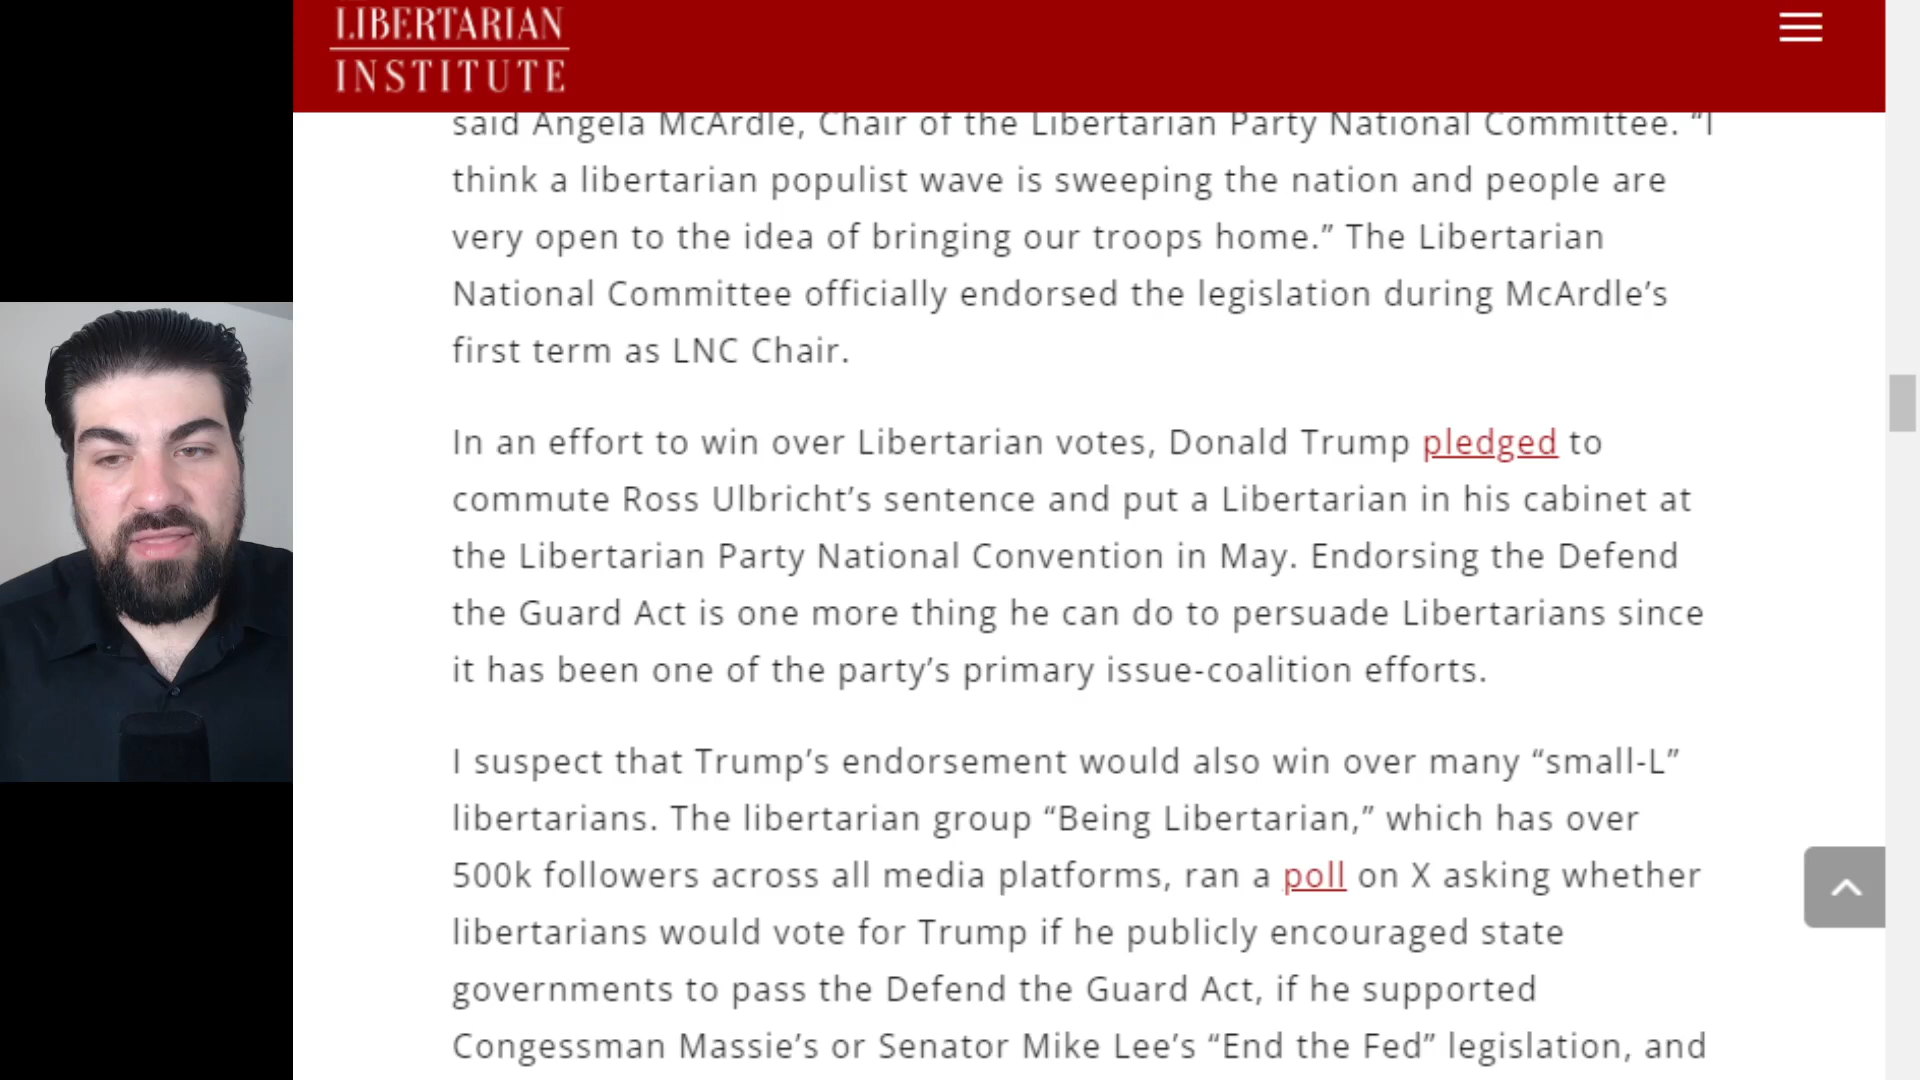 LIBERTARIAN
INSTITUTE
said Angela McArdle, Chair of the Libertarian Party National Committee. “I
think a libertarian populist wave is sweeping the nation and people are
very open to the idea of bringing our troops home.” The Libertarian
National Committee officially endorsed the legislation during McArdle’s
first term as LNC Chair.
In an effort to win over Libertarian votes, Donald Trump pledged to
commute Ross Ulbricht’s sentence and put a Libertarian in his cabinet at
the Libertarian Party National Convention in May. Endorsing the Defend
the Guard Act is one more thing he can do to persuade Libertarians since
it has been one of the party’s primary issue-coalition efforts.
I suspect that Trump’s endorsement would also win over many “small-L”
libertarians. The libertarian group “Being Libertarian,” which has over
500k followers across all media platforms, ran a poll on X asking whether
libertarians would vote for Trump if he publicly encouraged state
governments to pass the Defend the Guard Act, if he supported
Congessman Massie’s or Senator Mike Lee’s “End the Fed” legislation, and